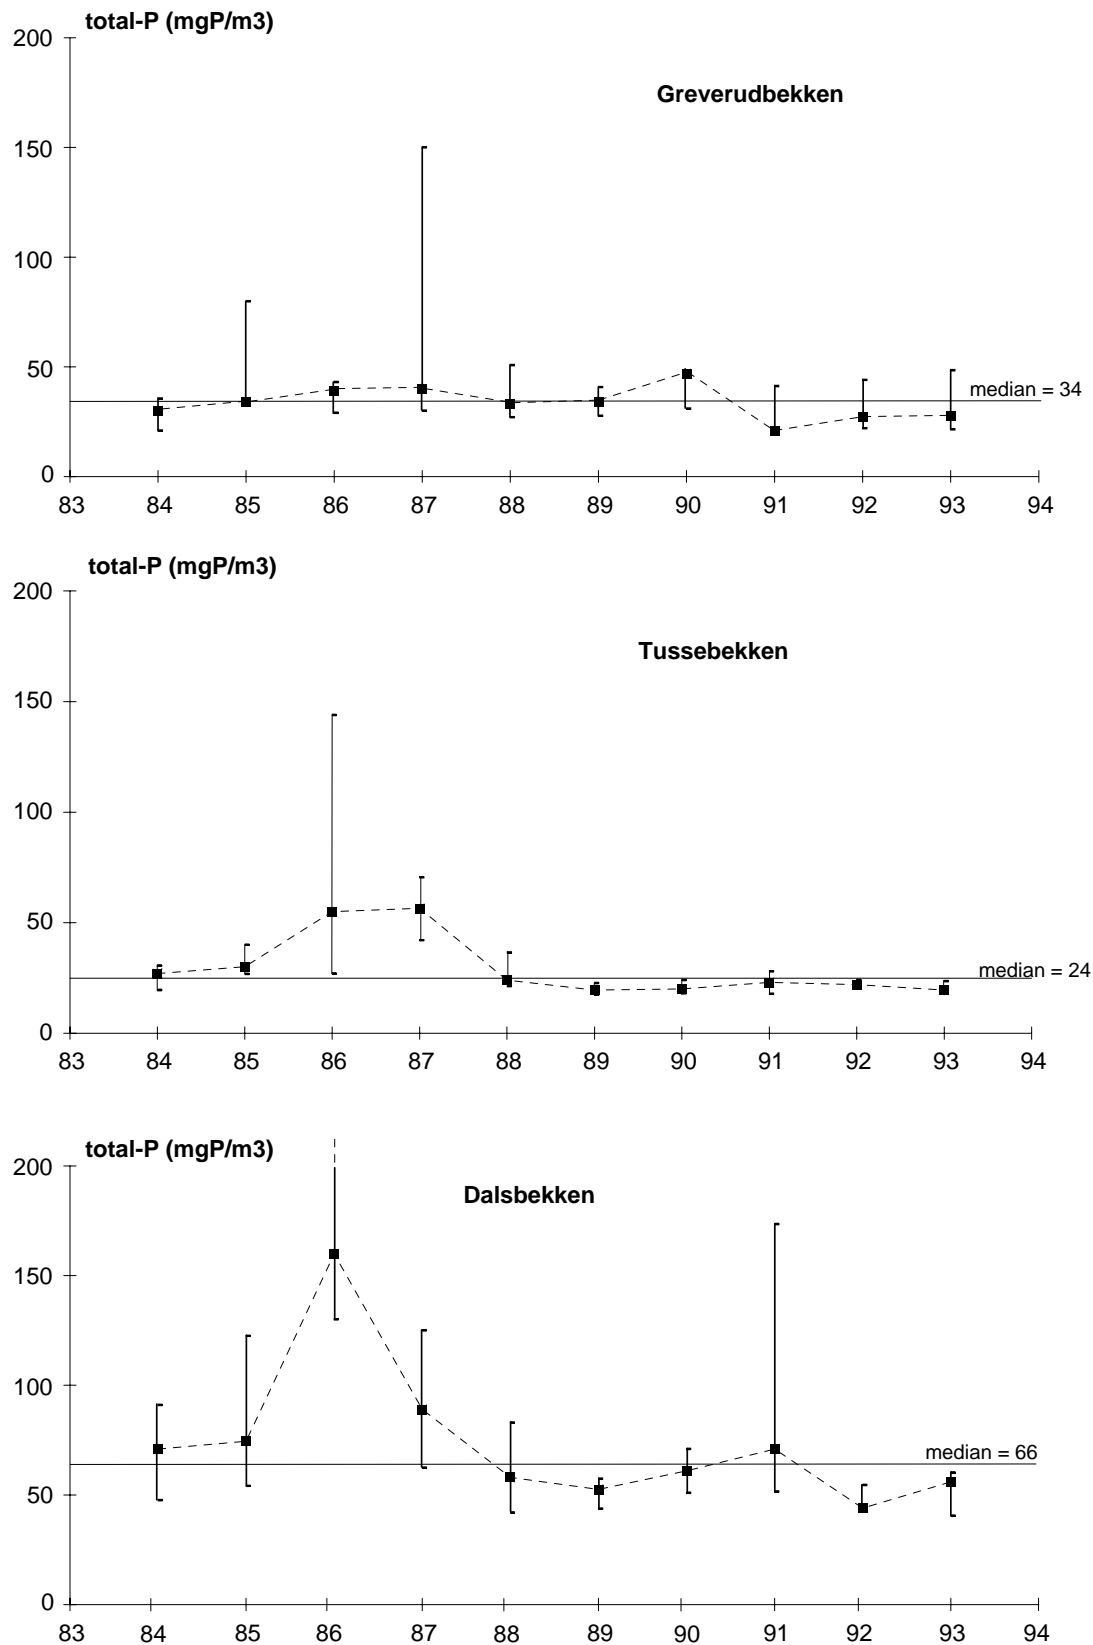 total-P (mgP/m3)
200
Greverudbekken
150
100
50
median = 34
0
83 84 85 86 87 88 89 90 91 92 93 94
total-P (mgP/m3)
200
Tussebekken
150
100
50
median = 24
0
83 84 85 86 87 88 89 90 91 92 93 94
total-P (mgP/m3)
200
Dalsbekken
150
100
median = 66
50
0
83 84 85 86 87 88 89 90 91 92 93 94